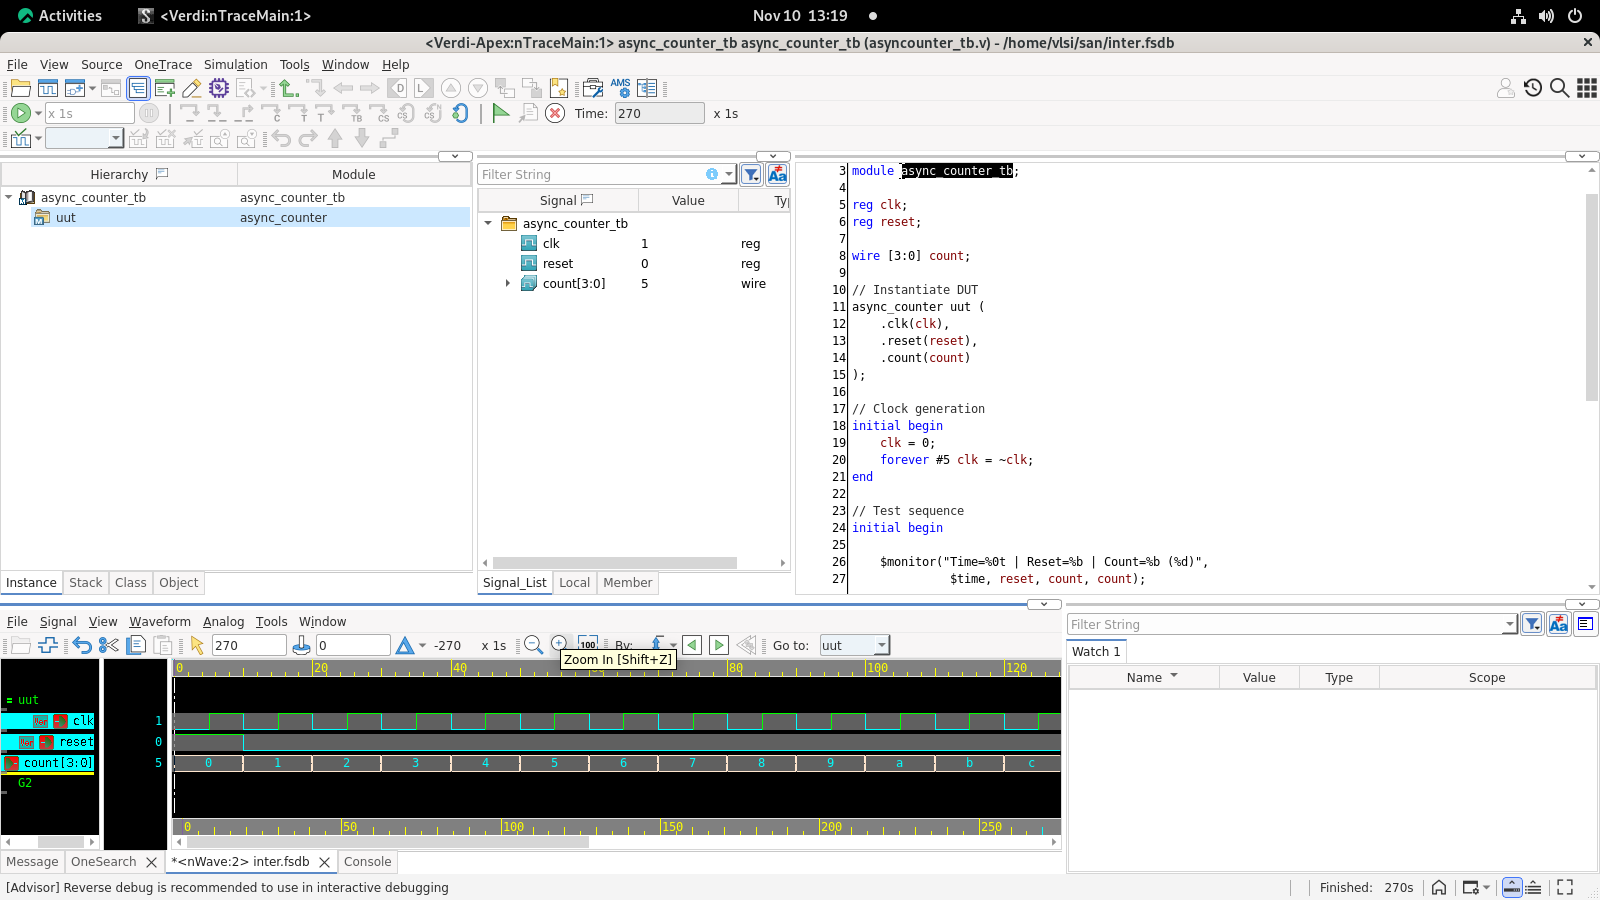 Activities
<Verdi:nTraceMain:1>
Nov 10 13:19
<Verdi-Apex:nTraceMain:1> async_counter_tb async_counter_tb (asyncounter_tb.v) - /home/vlsi/san/inter.fsdb
File View Source OneTrace Simulation Tools Window Help
AMS
x 1s
C T T TB CS CS CS
Time: 270 x 1s
Hierarchy Module
async_counter_tb async_counter_tb
uut async_counter
Instance Stack Class Object
Filter String
Signal Value Ty
async_counter_tb
clk 1 reg
reset 0 reg
count[3:0] 5 wire
Signal_List Local Member
3 module async_counter_tb;
4
5 reg clk;
6 reg reset;
7
8 wire [3:0] count;
9
10 // Instantiate DUT
11 async_counter uut (
12 .clk(clk),
13 .reset(reset),
14 .count(count)
15 );
16
17 // Clock generation
18 initial begin
19 clk = 0;
20 forever #5 clk = ~clk;
21 end
22
23 // Test sequence
24 initial begin
25
26 $monitor("Time=%0t | Reset=%b | Count=%b (%d)",
27 $time, reset, count, count);
File Signal View Waveform Analog Tools Window
270 0 -270 x 1s 100 By: Go to: uut
Zoom In [Shift+Z]
0 20 40 80 100 120
= uut
clk 1
reset 0
count[3:0] 5 0 1 2 3 4 5 6 7 8 9 a b c
G2
0 50 100 150 200 250
Message OneSearch *<nWave:2> inter.fsdb Console
Filter String
Watch 1
Name Value Type Scope
[Advisor] Reverse debug is recommended to use in interactive debugging
Finished: 270s